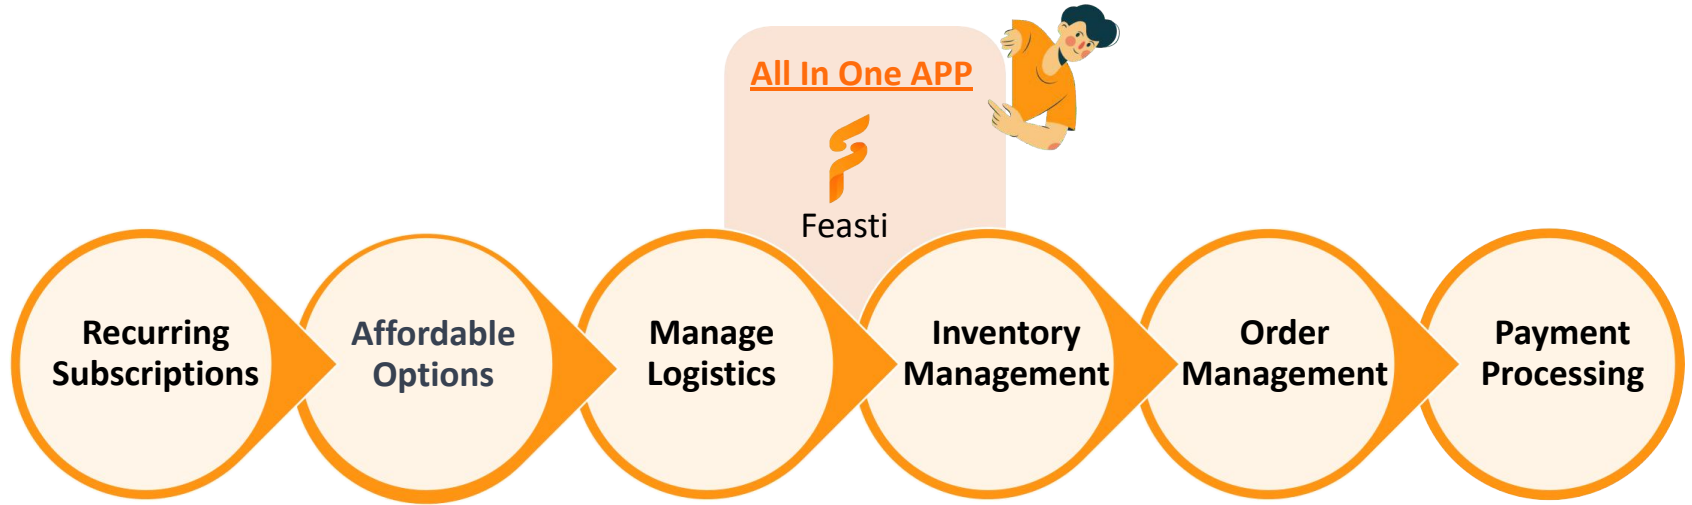 All In One APP
Feasti
Recurring
Subscriptions
Affordable
Options
Manage
Logistics
Inventory
Management
Order
Management
Payment
Processing